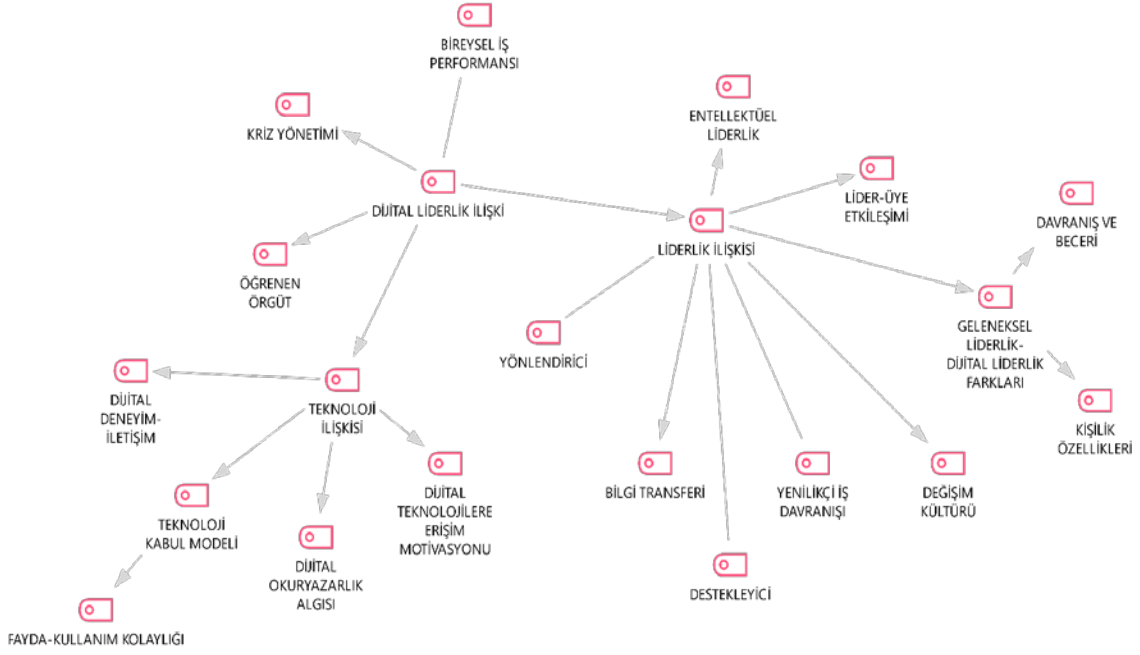 BİREYSEL İŞ
PERFORMANSI
KRİZ YÖNETİMİ
ENTELLEKTÜEL
LİDERLİK
DİJİTAL LİDERLİK İLİŞKİ
LİDER-ÜYE
ETKİLEŞİMİ
LİDERLİK İLİŞKİSİ
DAVRANIŞ VE
BECERİ
ÖĞRENEN
ÖRGÜT
YÖNLENDİRİCİ
GELENEKSEL
LİDERLİK-
DİJİTAL LİDERLİK
FARKLARI
DİJİTAL
DENEYİM-
İLETİŞİM
TEKNOLOJİ
İLİŞKİSİ
KİŞİLİK
ÖZELLİKLERİ
BİLGİ TRANSFERİ
YENİLİKÇİ İŞ
DAVRANIŞI
DEĞİŞİM
KÜLTÜRÜ
TEKNOLOJİ
KABUL MODELİ
DİJİTAL
TEKNOLOJİLERE
ERİŞİM
MOTİVASYONU
DİJİTAL
OKURYAZARLIK
ALGISI
DESTEKLEYİCİ
FAYDA-KULLANIM KOLAYLIĞI